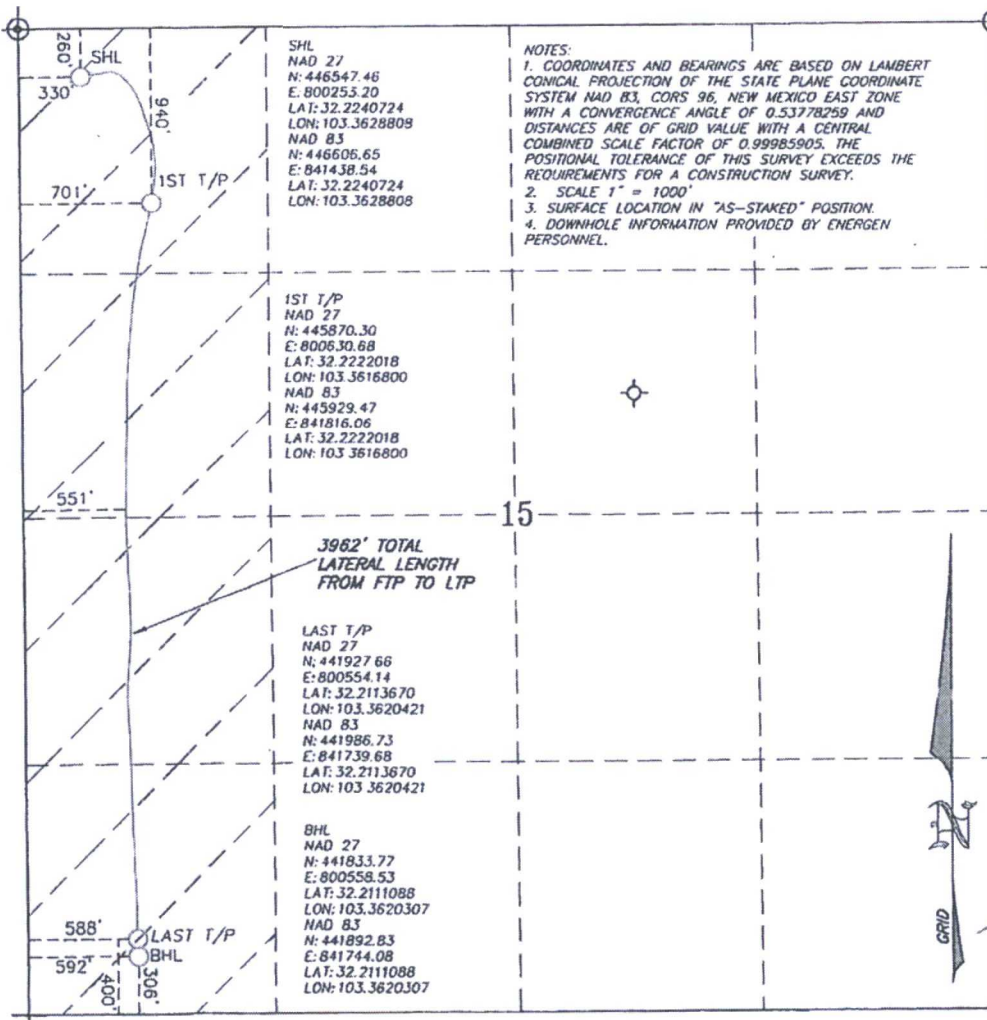 260'
SHL
330'
940'
701'
1ST T/P
SHL
NAD 27
N: 446547.46
E: 800253.20
LAT: 32.2240724
LON: 103.3628808
NAD 83
N: 446606.65
E: 841438.54
LAT: 32.2240724
LON: 103.3628808
NOTES:
1. COORDINATES AND BEARINGS ARE BASED ON LAMBERT
CONICAL PROJECTION OF THE STATE PLANE COORDINATE
SYSTEM NAD 83, CORS 96, NEW MEXICO EAST ZONE
WITH A CONVERGENCE ANGLE OF 0.53778259 AND
DISTANCES ARE OF GRID VALUE WITH A CENTRAL
COMBINED SCALE FACTOR OF 0.99985905. THE
POSITIONAL TOLERANCE OF THIS SURVEY EXCEEDS THE
REQUIREMENTS FOR A CONSTRUCTION SURVEY.
2. SCALE 1" = 1000'
3. SURFACE LOCATION IN "AS-STAKED" POSITION.
4. DOWNHOLE INFORMATION PROVIDED BY ENERGEN
PERSONNEL.
1ST T/P
NAD 27
N: 445870.30
E: 800630.68
LAT: 32.2222018
LON: 103.3616800
NAD 83
N: 445929.47
E: 841816.06
LAT: 32.2222018
LON: 103.3616800
551'
15
3962' TOTAL
LATERAL LENGTH
FROM FTP TO LTP
LAST T/P
NAD 27
N: 441927.66
E: 800554.14
LAT: 32.2113670
LON: 103.3620421
NAD 83
N: 441986.73
E: 841739.68
LAT: 32.2113670
LON: 103.3620421
BHL
NAD 27
N: 441833.77
E: 800558.53
LAT: 32.2111088
LON: 103.3620307
NAD 83
N: 441892.83
E: 841744.08
LAT: 32.2111088
LON: 103.3620307
588'
LAST T/P
592'
BHL
400'
306'
N
GRID